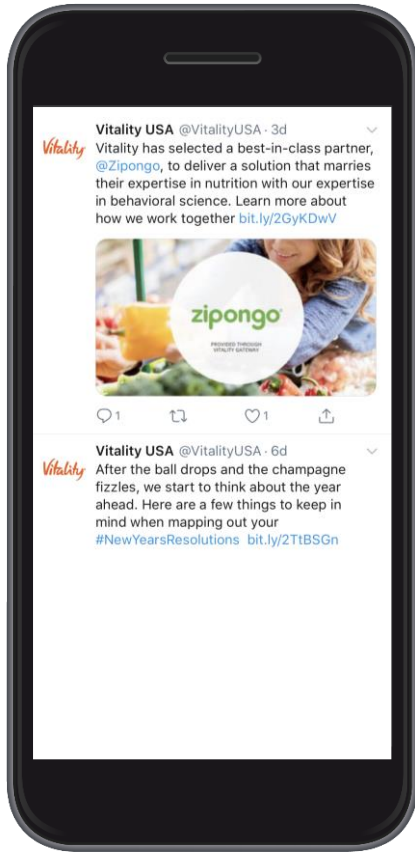 Vitality
Vitality USA @VitalityUSA · 3d
Vitality has selected a best-in-class partner,
@Zipongo, to deliver a solution that marries
their expertise in nutrition with our expertise
in behavioral science. Learn more about
how we work together bit.ly/2GyKDwV
zipongo
PROVIDED THROUGH
VITALITY GATEWAY
1
1
Vitality
Vitality USA @VitalityUSA · 6d
After the ball drops and the champagne
fizzles, we start to think about the year
ahead. Here are a few things to keep in
mind when mapping out your
#NewYearsResolutions bit.ly/2TtBSGn